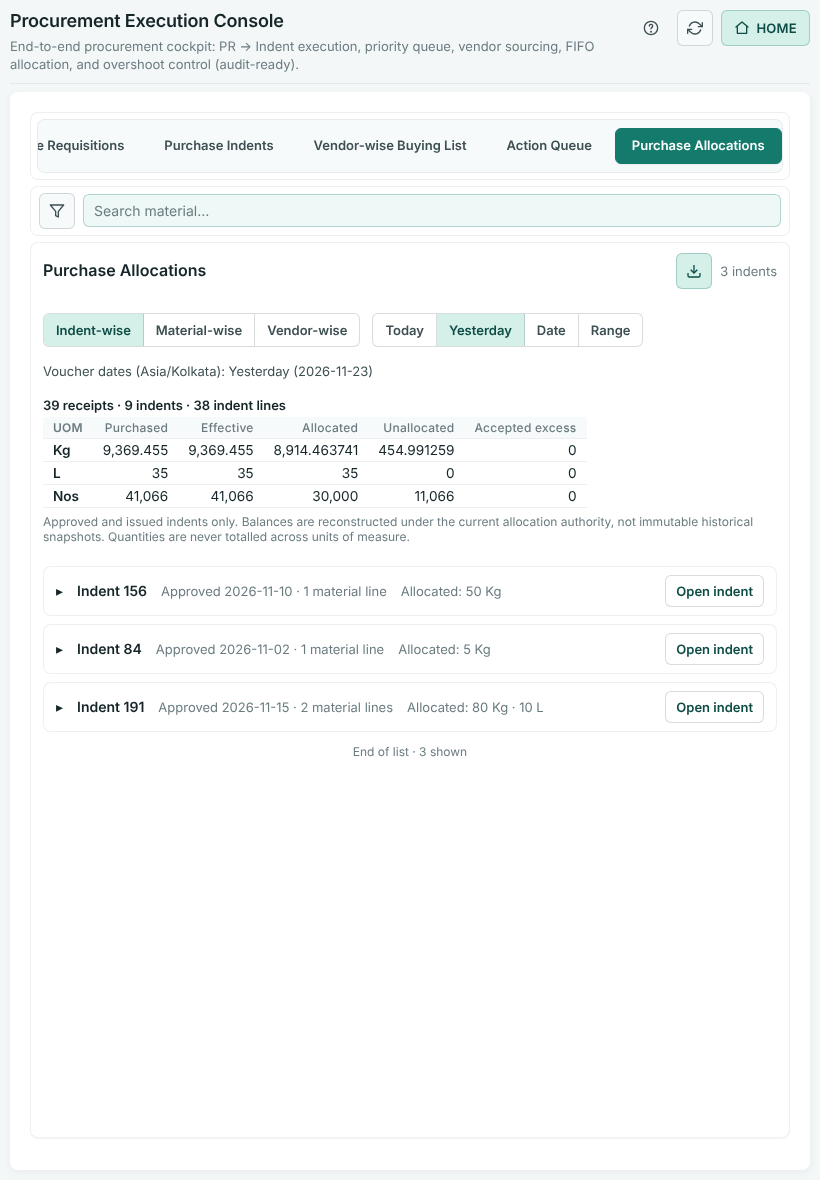 Procurement Execution Console
End-to-end procurement cockpit: PR → Indent execution, priority queue, vendor sourcing, FIFO
allocation, and overshoot control (audit-ready).
HOME
e Requisitions Purchase Indents Vendor-wise Buying List Action Queue Purchase Allocations
Search material...
Purchase Allocations
3 indents
Indent-wise Material-wise Vendor-wise Today Yesterday Date Range
Voucher dates (Asia/Kolkata): Yesterday (2026-11-23)
39 receipts · 9 indents · 38 indent lines
UOM Purchased Effective Allocated Unallocated Accepted excess
Kg 9,369.455 9,369.455 8,914.463741 454.991259 0
L 35 35 35 0 0
Nos 41,066 41,066 30,000 11,066 0
Approved and issued indents only. Balances are reconstructed under the current allocation authority, not immutable historical
snapshots. Quantities are never totalled across units of measure.
▸ Indent 156 Approved 2026-11-10 · 1 material line Allocated: 50 Kg Open indent
▸ Indent 84 Approved 2026-11-02 · 1 material line Allocated: 5 Kg Open indent
▸ Indent 191 Approved 2026-11-15 · 2 material lines Allocated: 80 Kg · 10 L Open indent
End of list · 3 shown